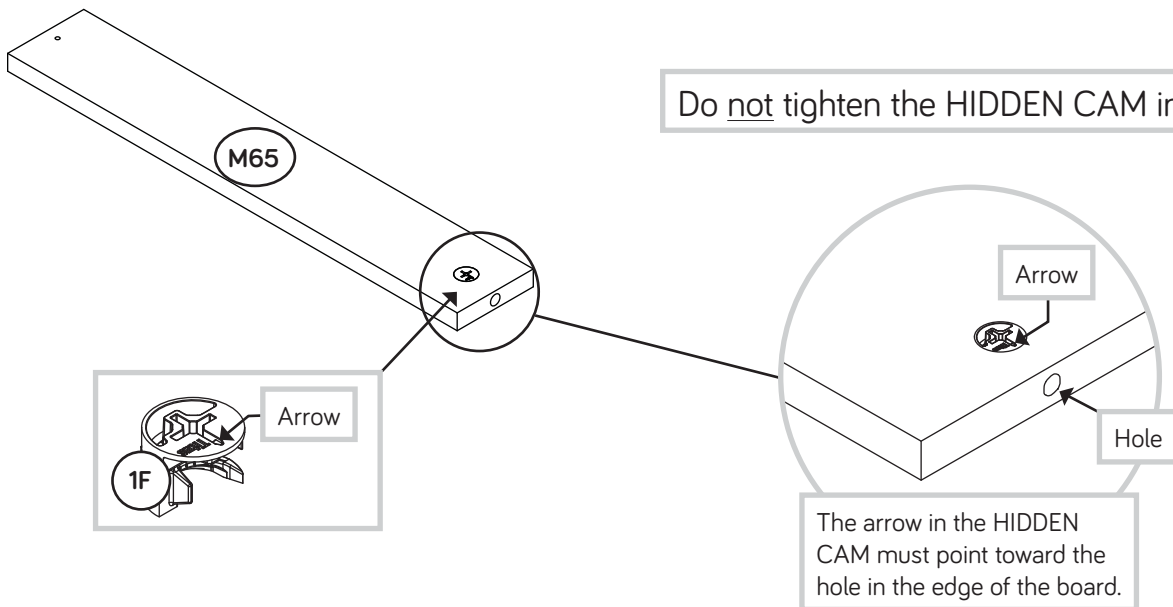 Do not tighten the HIDDEN CAM in
M65
Arrow
Arrow
1F
Hole
The arrow in the HIDDEN
CAM must point toward the
hole in the edge of the board.